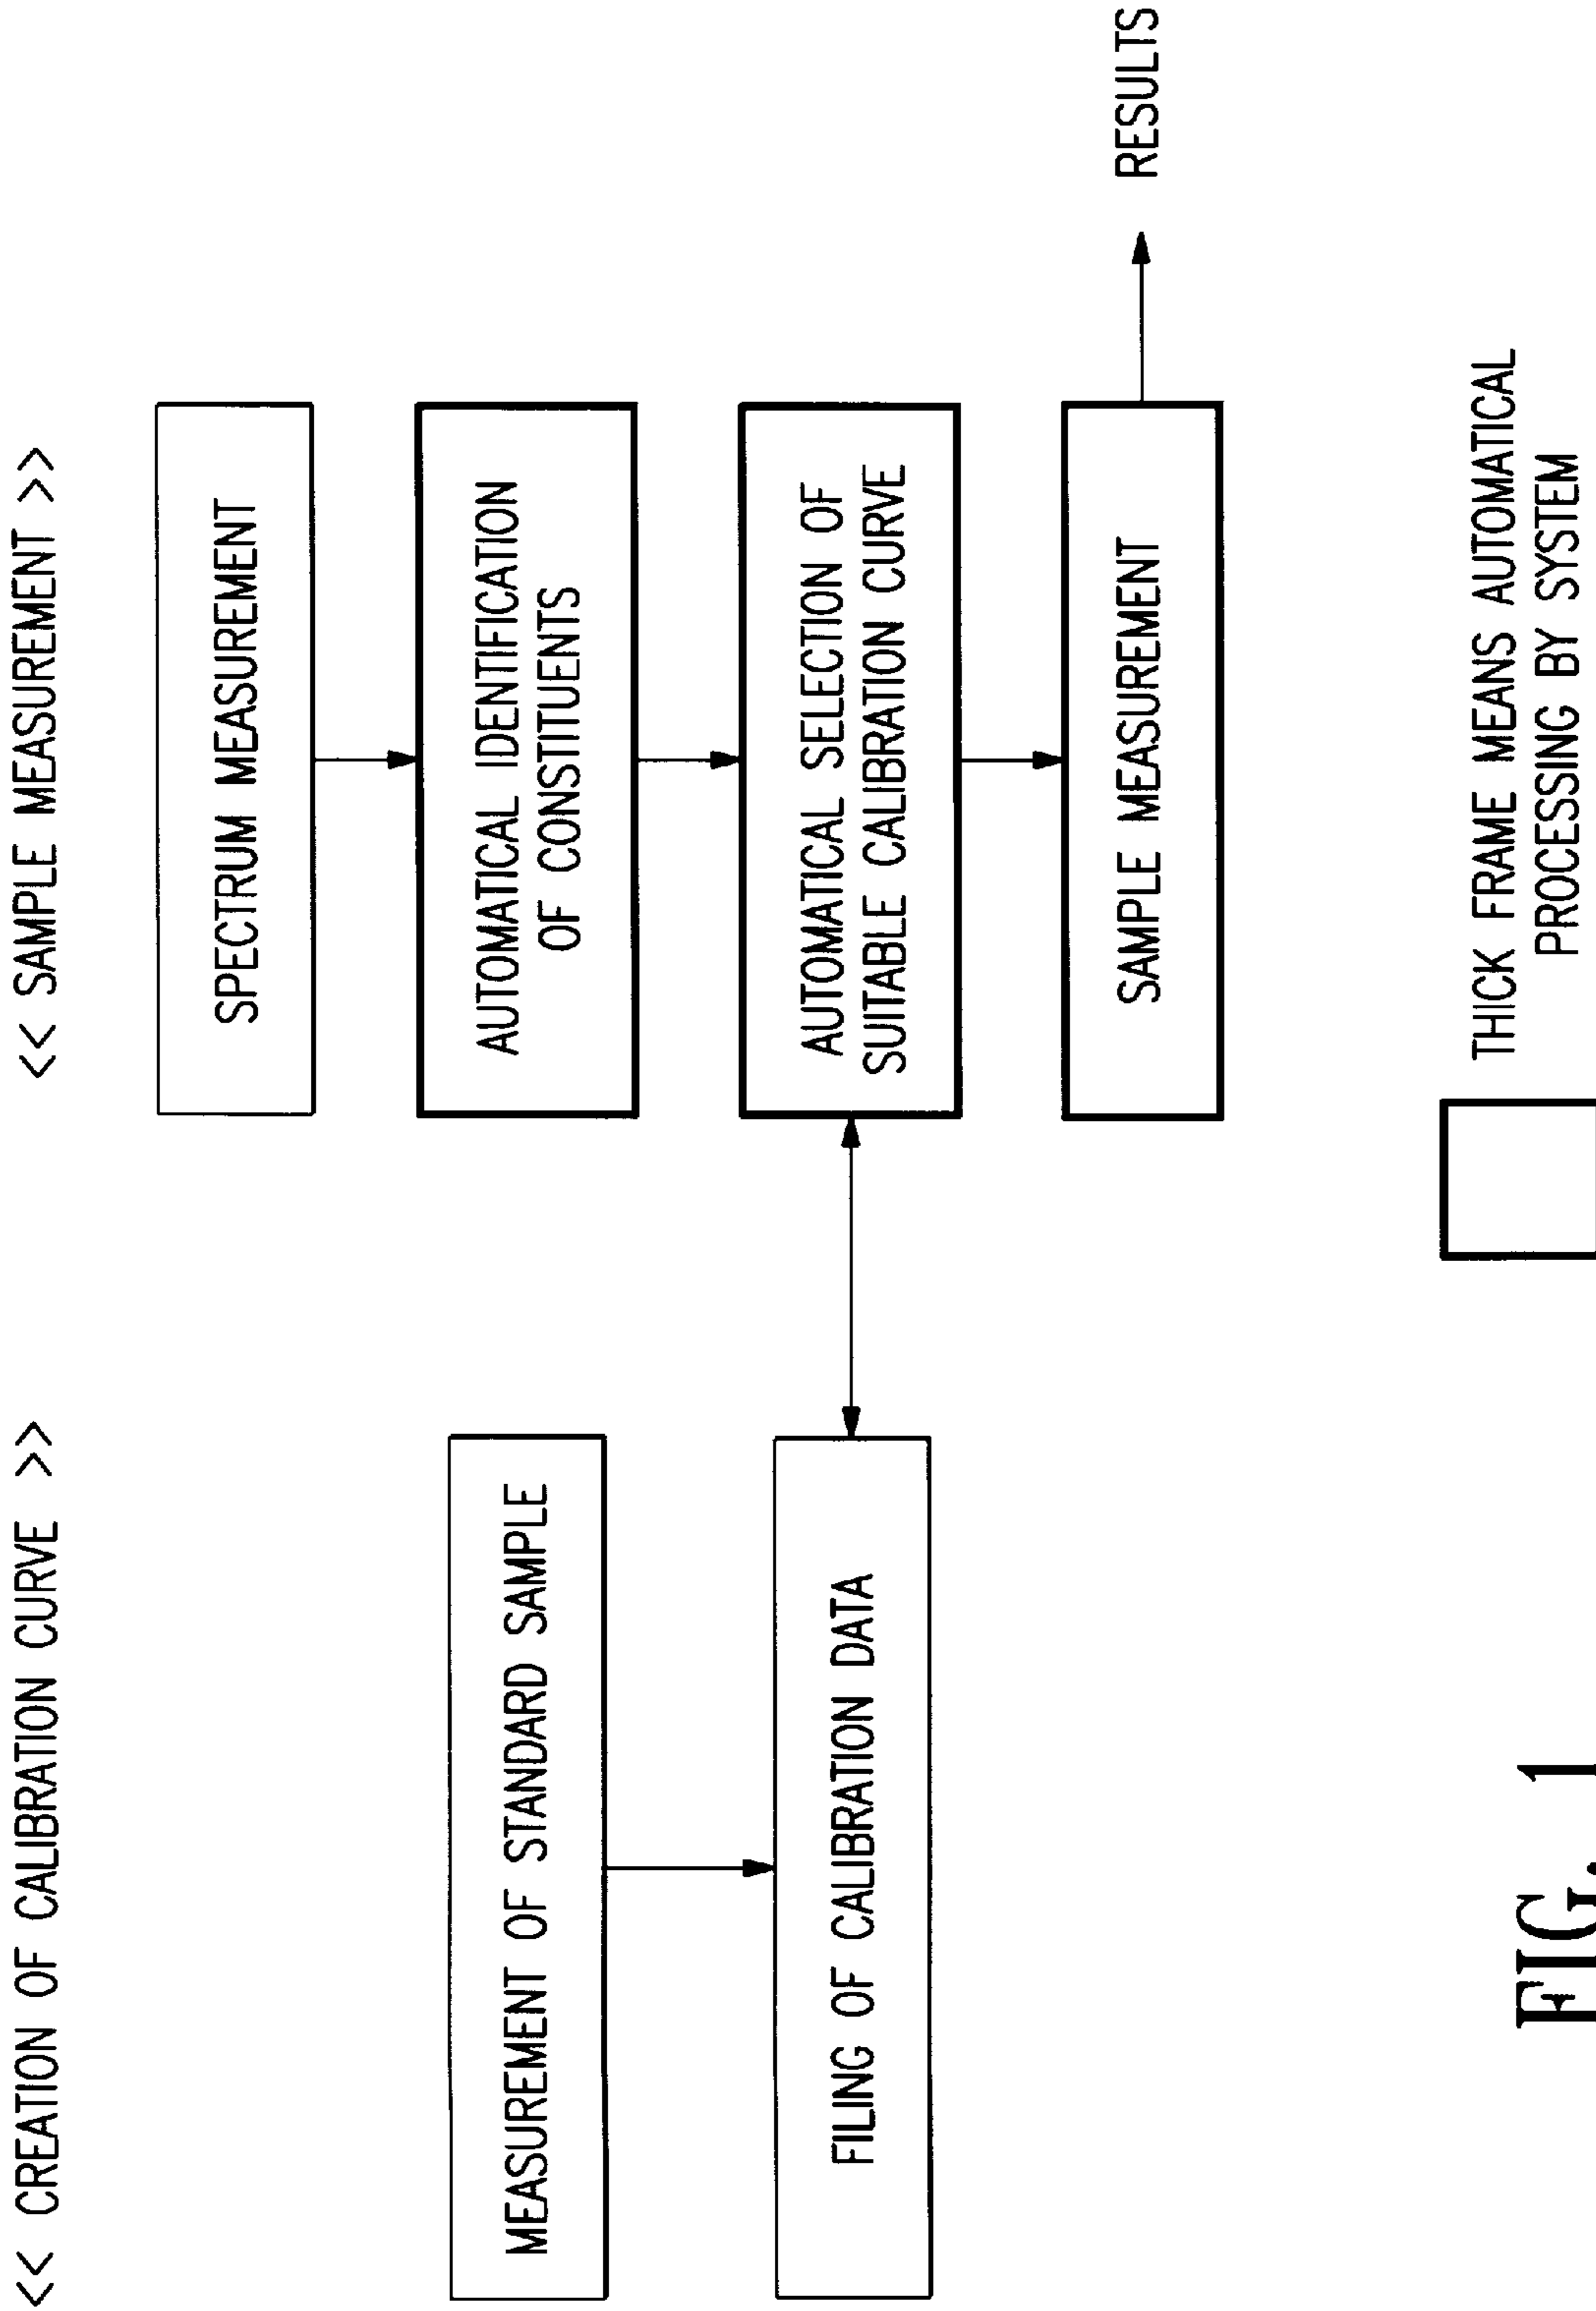 << CREATION OF CALIBRATION CURVE >>
MEASUREMENT OF STANDARD SAMPLE
FILING OF CALIBRATION DATA
<< SAMPLE MEASUREMENT >>
SPECTRUM MEASUREMENT
AUTOMATICAL IDENTIFICATION
OF CONSTITUENTS
AUTOMATICAL SELECTION OF
SUITABLE CALIBRATION CURVE
SAMPLE MEASUREMENT
RESULTS
THICK FRAME MEANS AUTOMATICAL
PROCESSING BY SYSTEM
FIG. 1